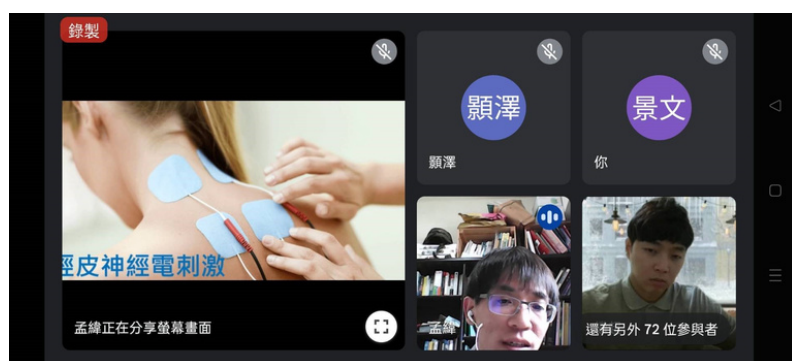 錄製
經皮神經電刺激
孟緯正在分享螢幕畫面
顥澤
顥澤
景文
你
孟緯
還有另外 72 位參與者